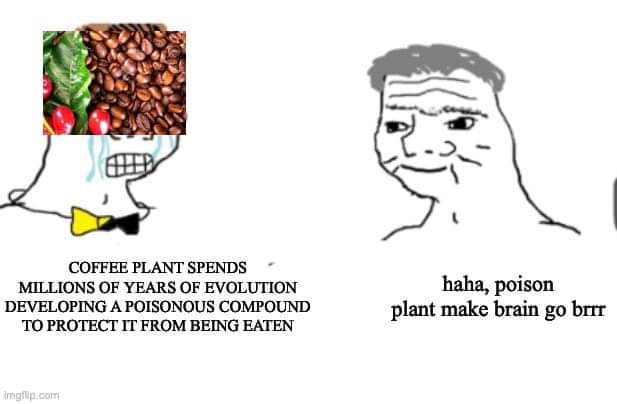 COFFEE PLANT SPENDS
MILLIONS OF YEARS OF EVOLUTION
DEVELOPING A POISONOUS COMPOUND
TO PROTECT IT FROM BEING EATEN
haha, poison
plant make brain go brrr
imgflip.com